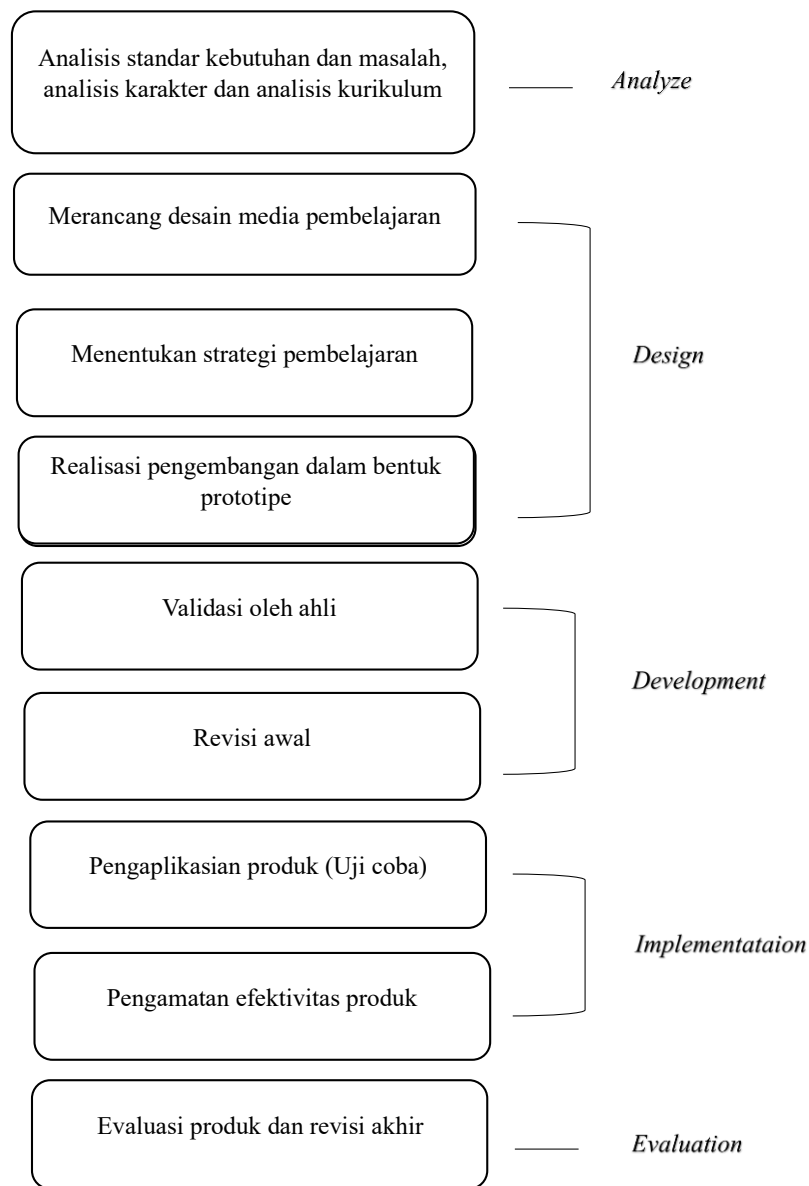 Analisis standar kebutuhan dan masalah,
analisis karakter dan analisis kurikulum
Analyze
Merancang desain media pembelajaran
Menentukan strategi pembelajaran
Design
Realisasi pengembangan dalam bentuk
prototipe
Validasi oleh ahli
Development
Revisi awal
Pengaplikasian produk (Uji coba)
Implementataion
Pengamatan efektivitas produk
Evaluasi produk dan revisi akhir
Evaluation